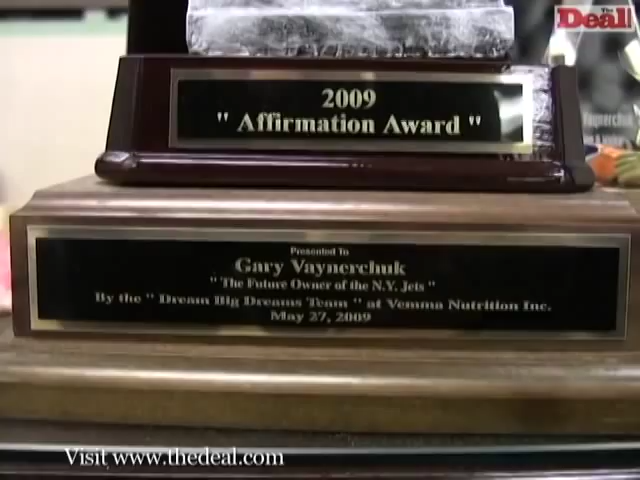 The Deal
2009
" Affirmation Award "
Vaynerchuk
Presented To
Gary Vaynerchuk
" The Future Owner of the N.Y. Jets "
By the " Dream Big Dreams Team " at Vemma Nutrition Inc.
May 27, 2009
Visit www.thedeal.com